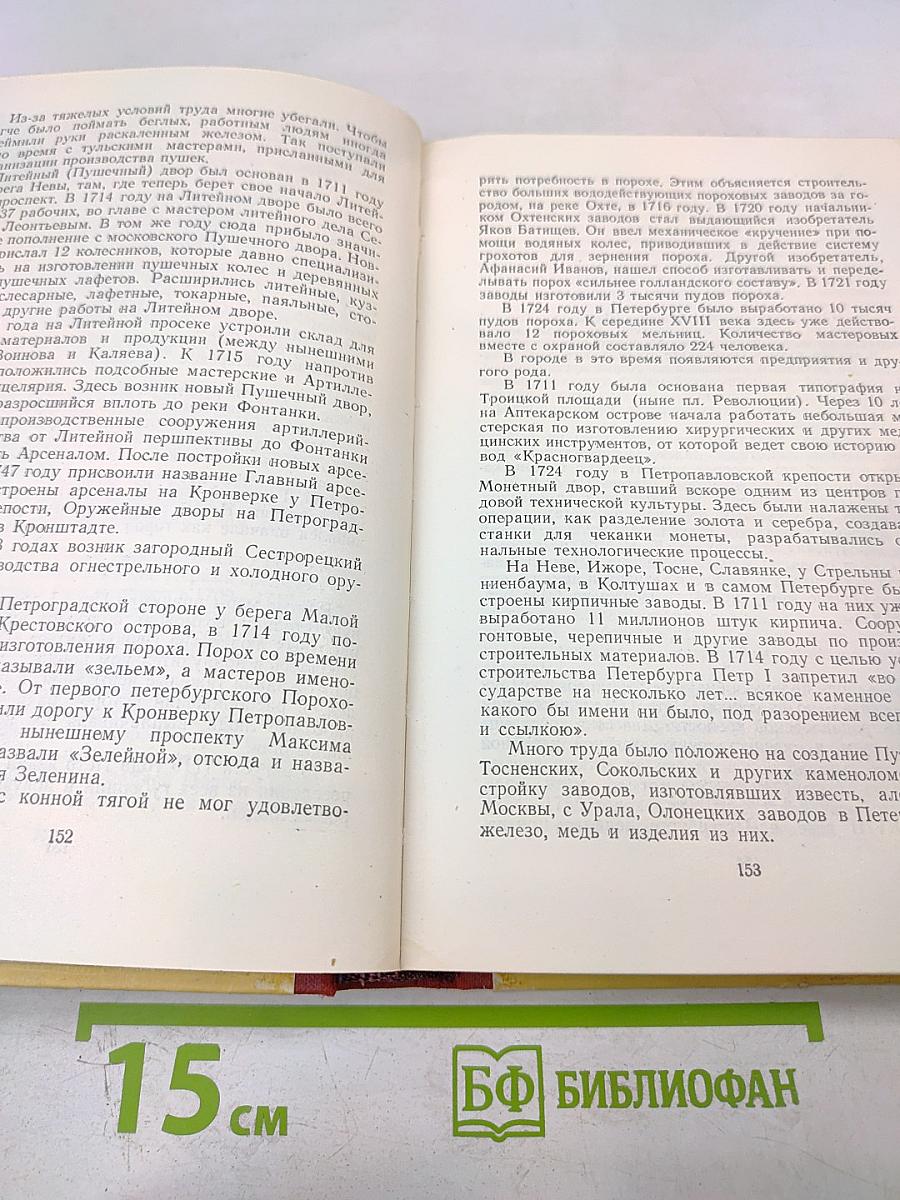 Из-за тяжелых условий труда многие убегали. Чтобы
гче было поймать беглых, работным людям иногда
еймили руки раскаленным железом. Так поступали
о время с тульскими мастерами, присланными для
анизации производства пушек.
Литейный (Пушечный) двор был основан в 1711 году
рега Невы, там, где теперь берет свое начало Литей-
проспект. В 1714 году на Литейном дворе было всего
37 рабочих, во главе с мастером литейного дела Се-
Леонтьевым. В том же году сюда прибыло значи-
е пополнение с московского Пушечного двора. Нов-
рислал 12 колесников, которые давно специализи-
ь на изготовлении пушечных колес и деревянных
пушечных лафетов. Расширились литейные, куз-
слесарные, лафетные, токарные, паяльные, сто-
другие работы на Литейном дворе.
года на Литейной просеке устроили склад для
материалов и продукции (между нынешними
Воинова и Каляева). К 1715 году напротив
положились подсобные мастерские и Артилле-
нцелярия. Здесь возник новый Пушечный двор,
разросшийся вплоть до реки Фонтанки.
производственные сооружения артиллерий-
тва от Литейной першпективы до Фонтанки
ть Арсеналом. После постройки новых арсе-
747 году присвоили название Главный арсе-
строены арсеналы на Кронверке у Петро-
епости, Оружейные дворы на Петроград-
в Кронштадте.
3 годах возник загородный Сестрорецкий
водства огнестрельного и холодного ору-
Петроградской стороне у берега Малой
Крестовского острова, в 1714 году по-
изготовления пороха. Порох со времени
азывали «зельем», а мастеров имено-
е. От первого петербургского Порохо-
или дорогу к Кронверку Петропавлов-
нынешнему проспекту Максима
азвали «Зелейной», отсюда и назва-
я Зеленина.
с конной тягой не мог удовлетво-
152
рить потребность в порохе. Этим объясняется строитель-
ство больших вододействующих пороховых заводов за го-
родом, на реке Охте, в 1716 году. В 1720 году начальни-
ком Охтенских заводов стал выдающийся изобретатель
Яков Батищев. Он ввел механическое «кручение» при по-
мощи водяных колес, приводивших в действие систему
грохотов для зернения пороха. Другой изобретатель,
Афанасий Иванов, нашел способ изготавливать и переде-
лывать порох «сильнее голландского составу». В 1721 году
заводы изготовили 3 тысячи пудов пороха.
В 1724 году в Петербурге было выработано 10 тысяч
пудов пороха. К середине XVIII века здесь уже действо-
вало 12 пороховых мельниц. Количество мастеровых
вместе с охраной составляло 224 человека.
В городе в это время появляются предприятия и дру-
гого рода.
В 1711 году была основана первая типография н
Троицкой площади (ныне пл. Революции). Через 10 ле
на Аптекарском острове начала работать небольшая м
стерская по изготовлению хирургических и других мед
цинских инструментов, от которой ведет свою историю
вод «Красногвардеец».
В 1724 году в Петропавловской крепости откры
Монетный двор, ставший вскоре одним из центров п
довой технической культуры. Здесь были налажены т
операции, как разделение золота и серебра, создава
станки для чеканки монеты, разрабатывались о
нальные технологические процессы.
На Неве, Ижоре, Тосне, Славянке, у Стрельны
ниенбаума, в Колтушах и в самом Петербурге бы
строены кирпичные заводы. В 1711 году на них уж
выработано 11 миллионов штук кирпича. Соору
гонтовые, черепичные и другие заводы по произ
строительных материалов. В 1714 году с целью ус
строительства Петербурга Петр I запретил «во
сударстве на несколько лет... всякое каменное
какого бы имени ни было, под разорением всег
и ссылкою».
Много труда было положено на создание Пу
Тосненских, Сокольских и других каменолом
стройку заводов, изготовлявших известь, але
Москвы, с Урала, Олонецких заводов в Пете
железо, медь и изделия из них.
153
15 см
БФ БИБЛИОФАН